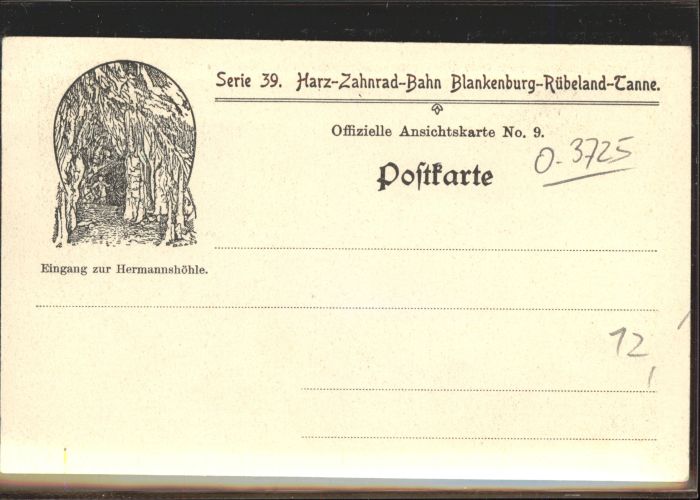 Serie 39. Harz-Zahnrad-Bahn Blankenburg-Rübeland-Tanne.
Offizielle Ansichtskarte No. 9.
O-3725
Poſtkarte
Eingang zur Hermannshöhle.
12